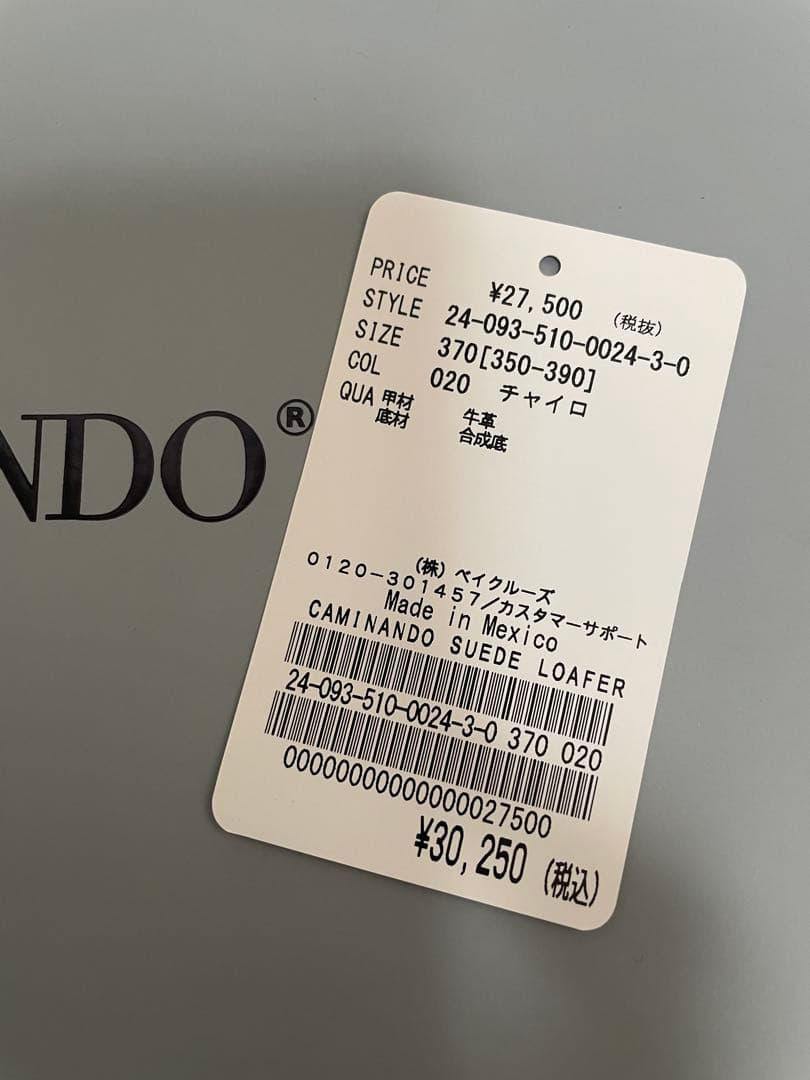 NDO®
PRICE ¥27,500 (税抜)
STYLE 24-093-510-0024-3-0
SIZE 370[350-390]
COL 020 チャイロ
QUA 甲材 牛革
底材 合成底
(株) ベイクルーズ
0120-301457/カスタマーサポート
Made in Mexico
CAMINANDO SUEDE LOAFER
24-093-510-0024-3-0 370 020
00000000000000027500
¥30,250 (税込)